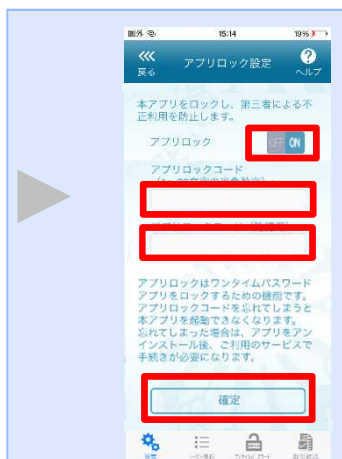 圏外
15:14
19%
戻る
アプリロック設定
?
ヘルプ
本アプリをロックし、第三者による不
正利用を防止します。
アプリロック
OFF ON
アプリロックコード
アプリロックはワンタイムパスワード
アプリをロックするための機能です。
アプリロックコードを忘れてしまうと
本アプリを起動できなくなります。
忘れてしまった場合は、アプリをアン
インストール後、ご利用のサービスで
手続きが必要になります。
確定